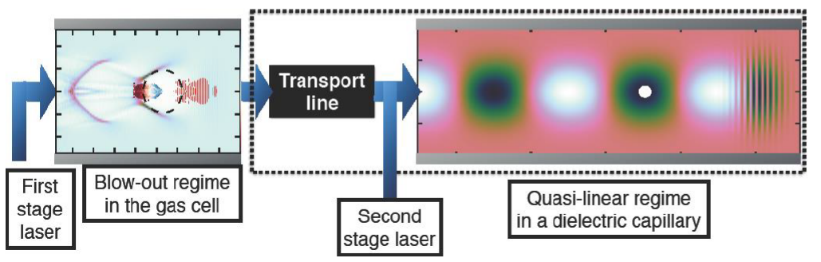 Transport
line
First
stage
laser
Blow-out regime
in the gas cell
Second
stage laser
Quasi-linear regime
in a dielectric capillary